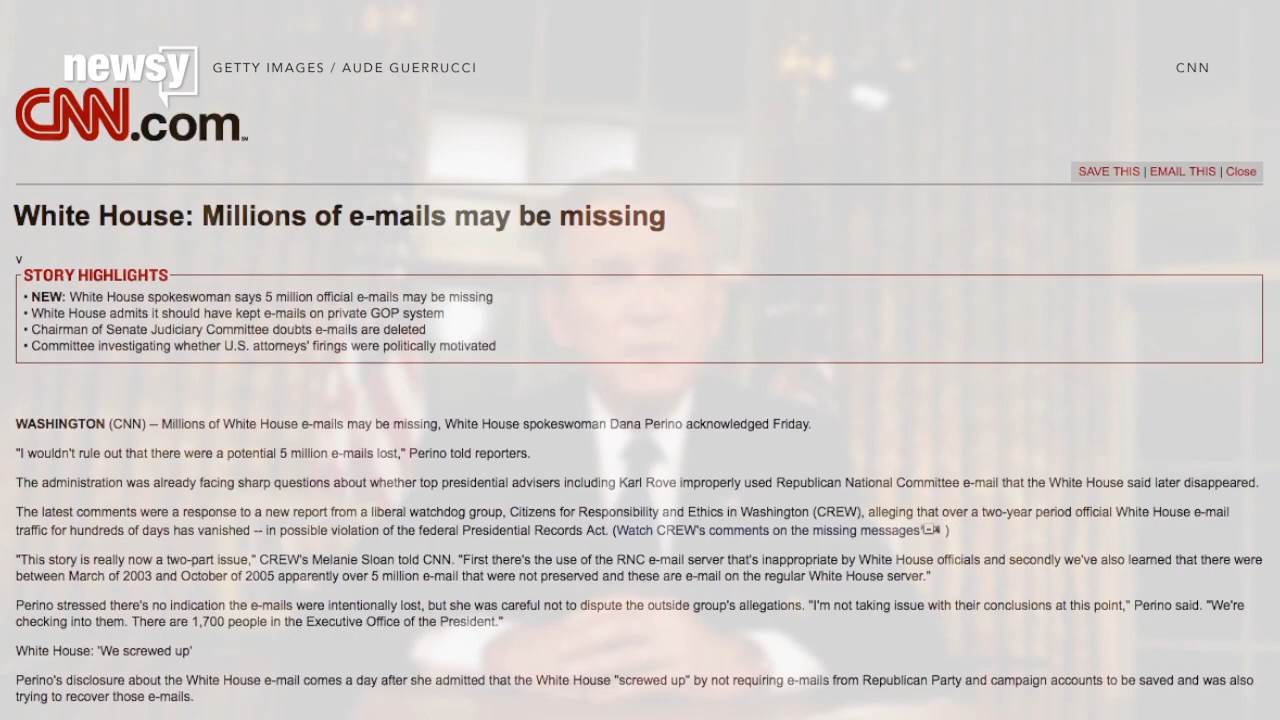 newsy
GETTY IMAGES / AUDE GUERRUCCI
CNN
CNN.com
SAVE THIS | EMAIL THIS | Close
White House: Millions of e-mails may be missing
v
STORY HIGHLIGHTS
• NEW: White House spokeswoman says 5 million official e-mails may be missing
• White House admits it should have kept e-mails on private GOP system
• Chairman of Senate Judiciary Committee doubts e-mails are deleted
• Committee investigating whether U.S. attorneys' firings were politically motivated
WASHINGTON (CNN) -- Millions of White House e-mails may be missing, White House spokeswoman Dana Perino acknowledged Friday.
"I wouldn't rule out that there were a potential 5 million e-mails lost," Perino told reporters.
The administration was already facing sharp questions about whether top presidential advisers including Karl Rove improperly used Republican National Committee e-mail that the White House said later disappeared.
The latest comments were a response to a new report from a liberal watchdog group, Citizens for Responsibility and Ethics in Washington (CREW), alleging that over a two-year period official White House e-mail
traffic for hundreds of days has vanished -- in possible violation of the federal Presidential Records Act. (Watch CREW's comments on the missing messages )
"This story is really now a two-part issue," CREW's Melanie Sloan told CNN. "First there's the use of the RNC e-mail server that's inappropriate by White House officials and secondly we've also learned that there were
between March of 2003 and October of 2005 apparently over 5 million e-mail that were not preserved and these are e-mail on the regular White House server."
Perino stressed there's no indication the e-mails were intentionally lost, but she was careful not to dispute the outside group's allegations. "I'm not taking issue with their conclusions at this point," Perino said. "We're
checking into them. There are 1,700 people in the Executive Office of the President."
White House: 'We screwed up'
Perino's disclosure about the White House e-mail comes a day after she admitted that the White House "screwed up" by not requiring e-mails from Republican Party and campaign accounts to be saved and was also
trying to recover those e-mails.